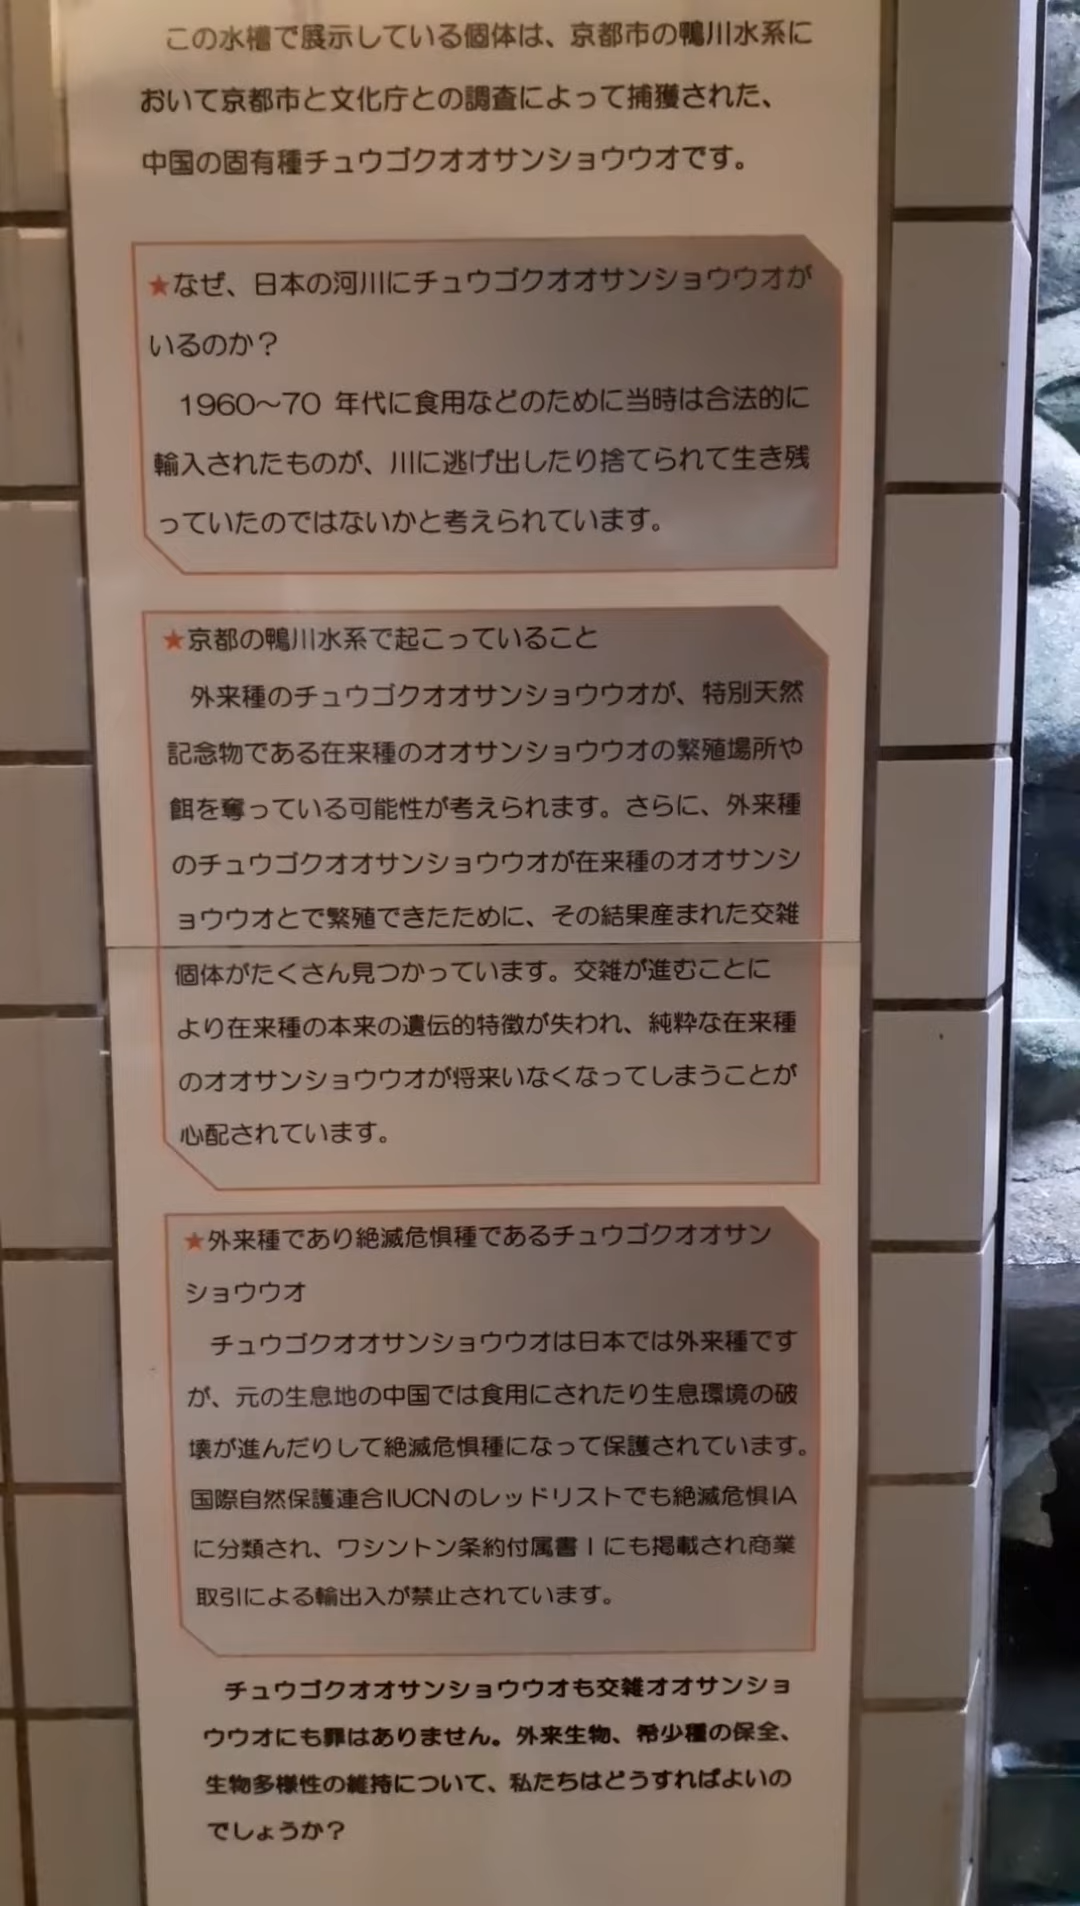 この水槽で展示している個体は、京都市の鴨川水系に
おいて京都市と文化庁との調査によって捕獲された、
中国の固有種チュウゴクオオサンショウウオです。
★なぜ、日本の河川にチュウゴクオオサンショウウオが
いるのか？
1960～70 年代に食用などのために当時は合法的に
輸入されたものが、川に逃げ出したり捨てられて生き残
っていたのではないかと考えられています。
★京都の鴨川水系で起こっていること
外来種のチュウゴクオオサンショウウオが、特別天然
記念物である在来種のオオサンショウウオの繁殖場所や
餌を奪っている可能性が考えられます。さらに、外来種
のチュウゴクオオサンショウウオが在来種のオオサンシ
ョウウオとで繁殖できたために、その結果産まれた交雑
個体がたくさん見つかっています。交雑が進むことに
より在来種の本来の遺伝的特徴が失われ、純粋な在来種
のオオサンショウウオが将来いなくなってしまうことが
心配されています。
★外来種であり絶滅危惧種であるチュウゴクオオサン
ショウウオ
チュウゴクオオサンショウウオは日本では外来種です
が、元の生息地の中国では食用にされたり生息環境の破
壊が進んだりして絶滅危惧種になって保護されています。
国際自然保護連合IUCNのレッドリストでも絶滅危惧IA
に分類され、ワシントン条約付属書Ⅰにも掲載され商業
取引による輸出入が禁止されています。
チュウゴクオオサンショウウオも交雑オオサンショ
ウウオにも罪はありません。外来生物、希少種の保全、
生物多様性の維持について、私たちはどうすればよいの
でしょうか？